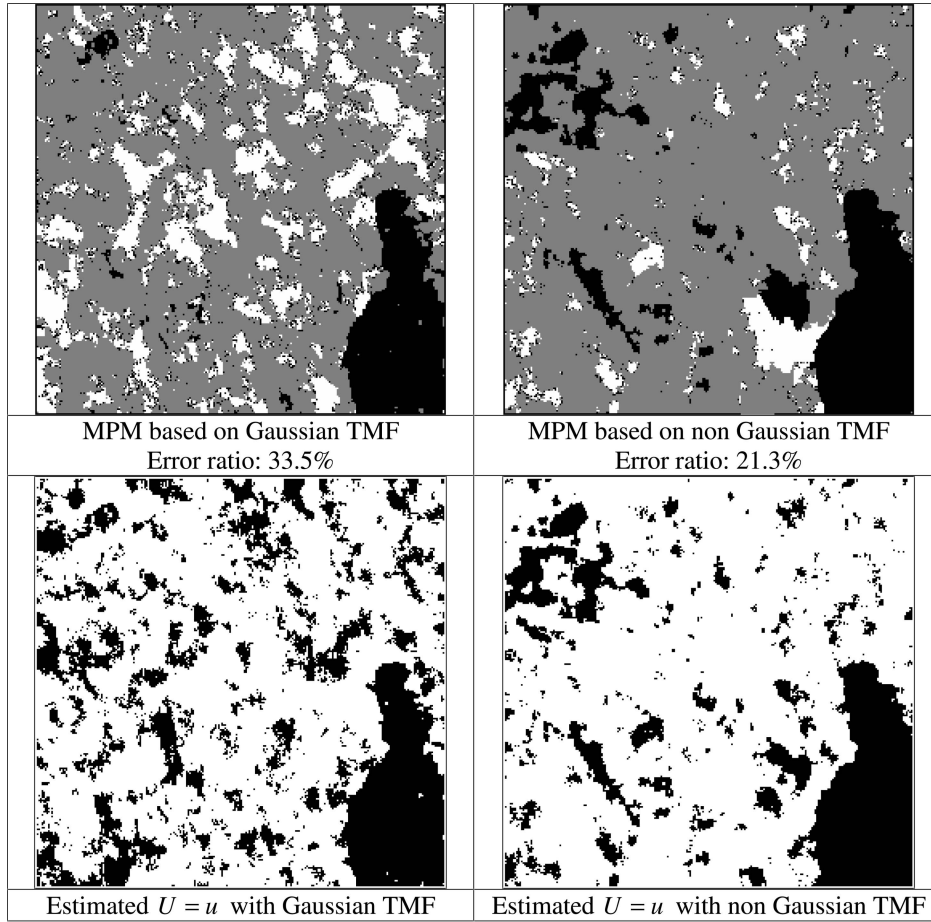 MPM based on Gaussian TMF
Error ratio: 33.5%
MPM based on non Gaussian TMF
Error ratio: 21.3%
Estimated U = u with Gaussian TMF
Estimated U = u with non Gaussian TMF